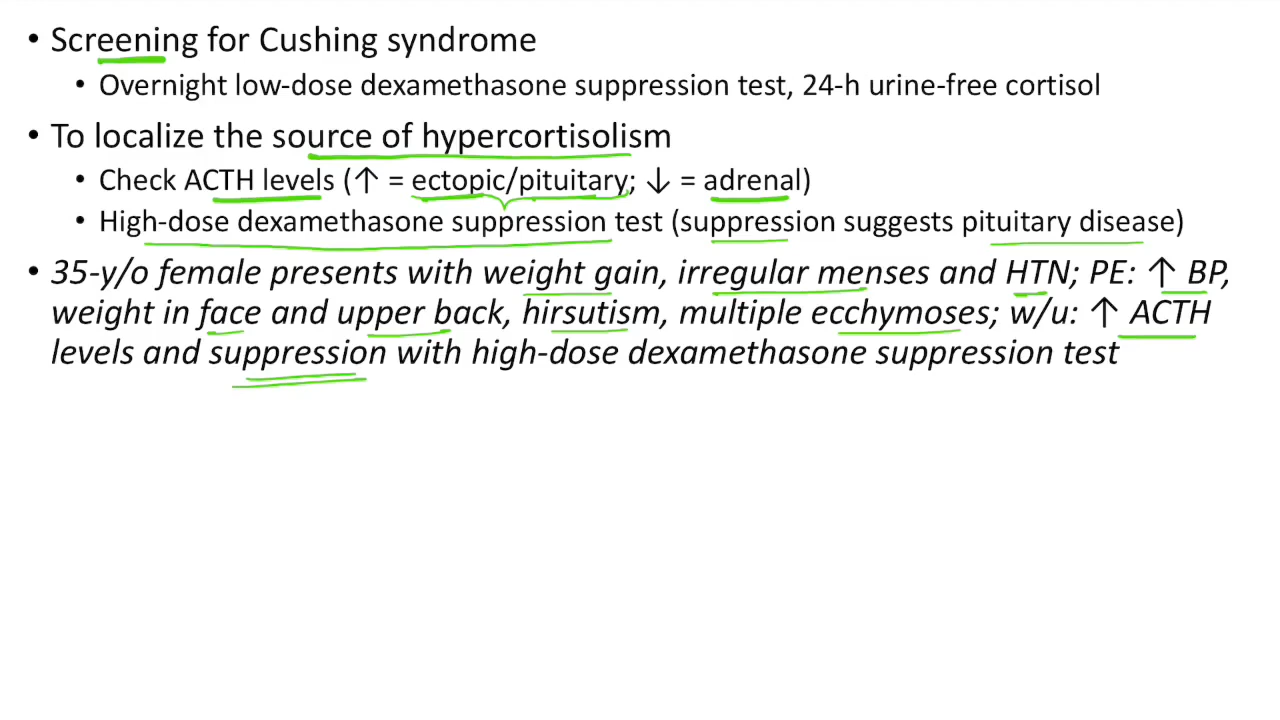 • Screening for Cushing syndrome
• Overnight low-dose dexamethasone suppression test, 24-h urine-free cortisol
• To localize the source of hypercortisolism
• Check ACTH levels (↑ = ectopic/pituitary; ↓ = adrenal)
• High-dose dexamethasone suppression test (suppression suggests pituitary disease)
• 35-y/o female presents with weight gain, irregular menses and HTN; PE: ↑ BP,
weight in face and upper back, hirsutism, multiple ecchymoses; w/u: ↑ ACTH
levels and suppression with high-dose dexamethasone suppression test